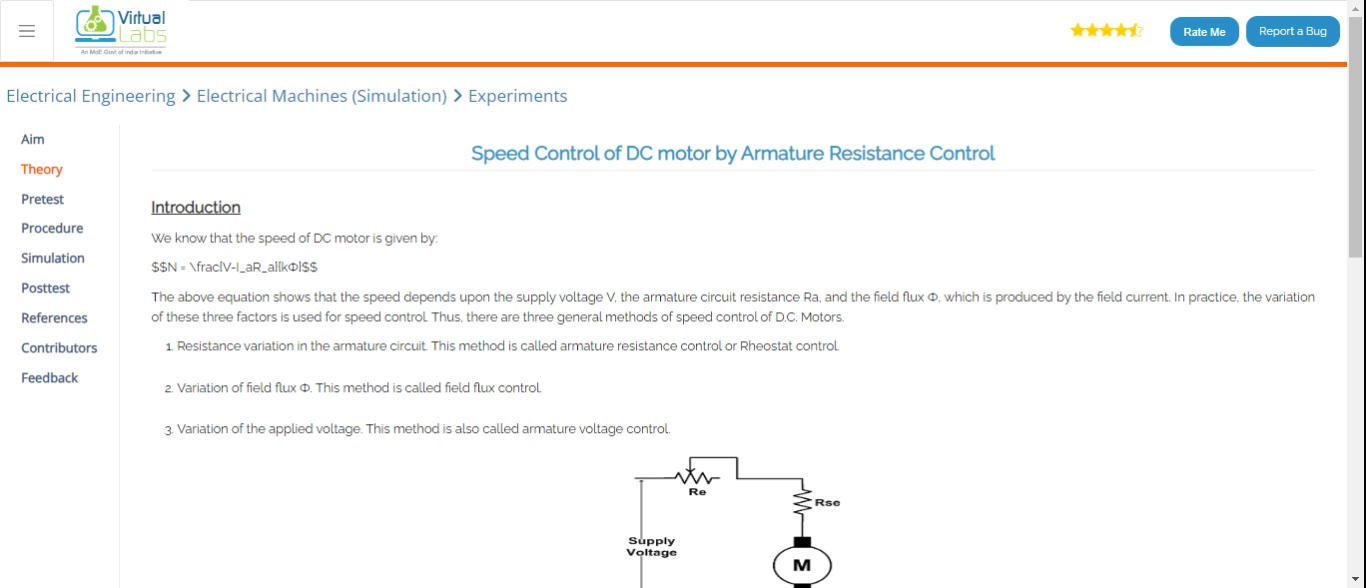 Virtual
Labs
An MoE Govt of India Initiative
Rate Me
Report a Bug
Electrical Engineering > Electrical Machines (Simulation) > Experiments
Aim
Theory
Pretest
Procedure
Simulation
Posttest
References
Contributors
Feedback
Speed Control of DC motor by Armature Resistance Control
Introduction
We know that the speed of DC motor is given by:
$$N = \frac{V-I_aR_a}{kΦ}$$
The above equation shows that the speed depends upon the supply voltage V, the armature circuit resistance Ra, and the field flux Φ, which is produced by the field current. In practice, the variation
of these three factors is used for speed control. Thus, there are three general methods of speed control of D.C. Motors.
1. Resistance variation in the armature circuit. This method is called armature resistance control or Rheostat control.
2. Variation of field flux Φ. This method is called field flux control.
3. Variation of the applied voltage. This method is also called armature voltage control.
Re
Rse
Supply
Voltage
M